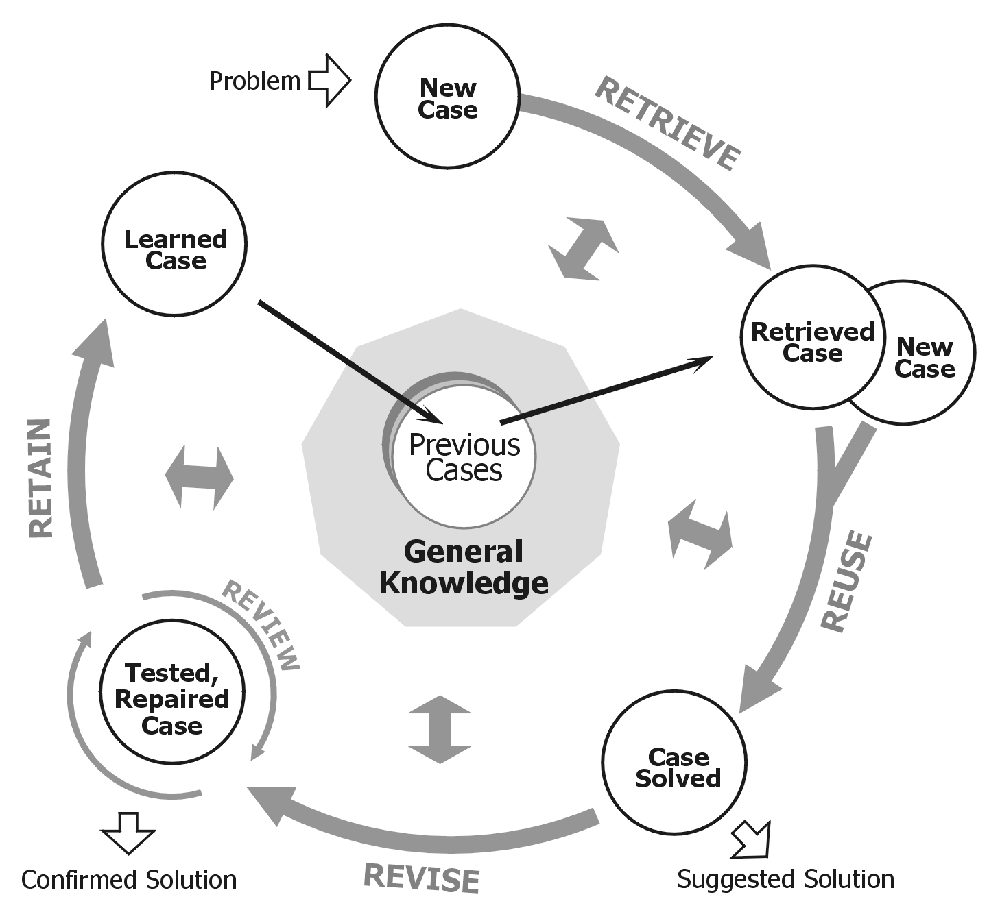 Problem
New
Case
RETRIEVE
Learned
Case
Retrieved
Case
New
Case
Previous
Cases
General
Knowledge
RETAIN
REUSE
REVIEW
Tested,
Repaired
Case
Case
Solved
REVISE
Confirmed Solution
Suggested Solution